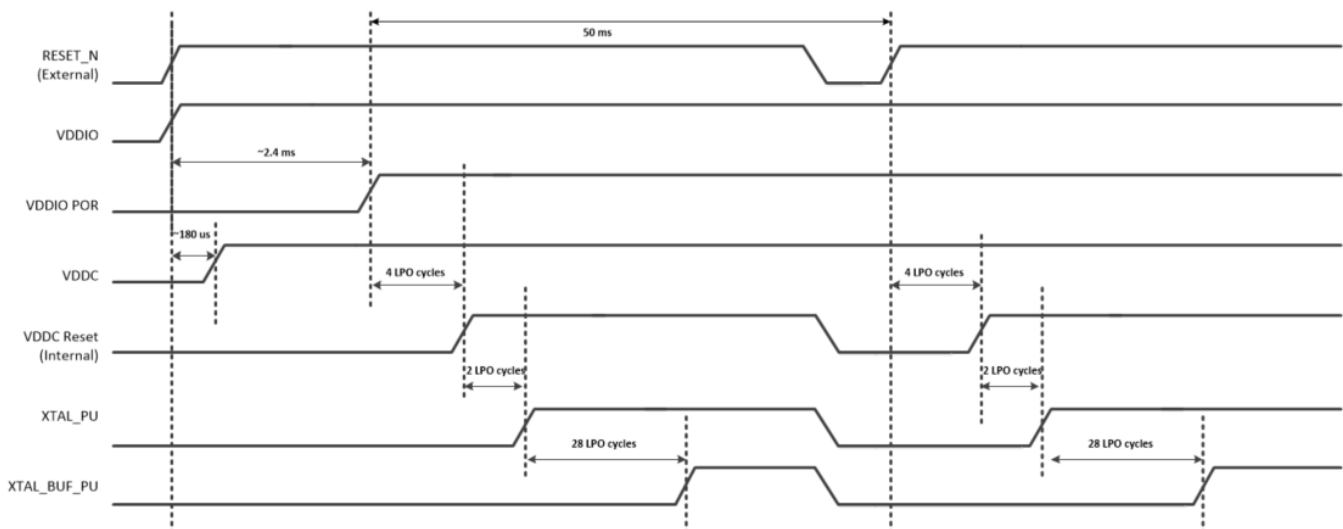 50 ms
RESET_N
(External)
VDDIO
~2.4 ms
VDDIO POR
~180 us
VDDC
4 LPO cycles
4 LPO cycles
VDDC Reset
(Internal)
2 LPO cycles
2 LPO cycles
XTAL_PU
28 LPO cycles
28 LPO cycles
XTAL_BUF_PU